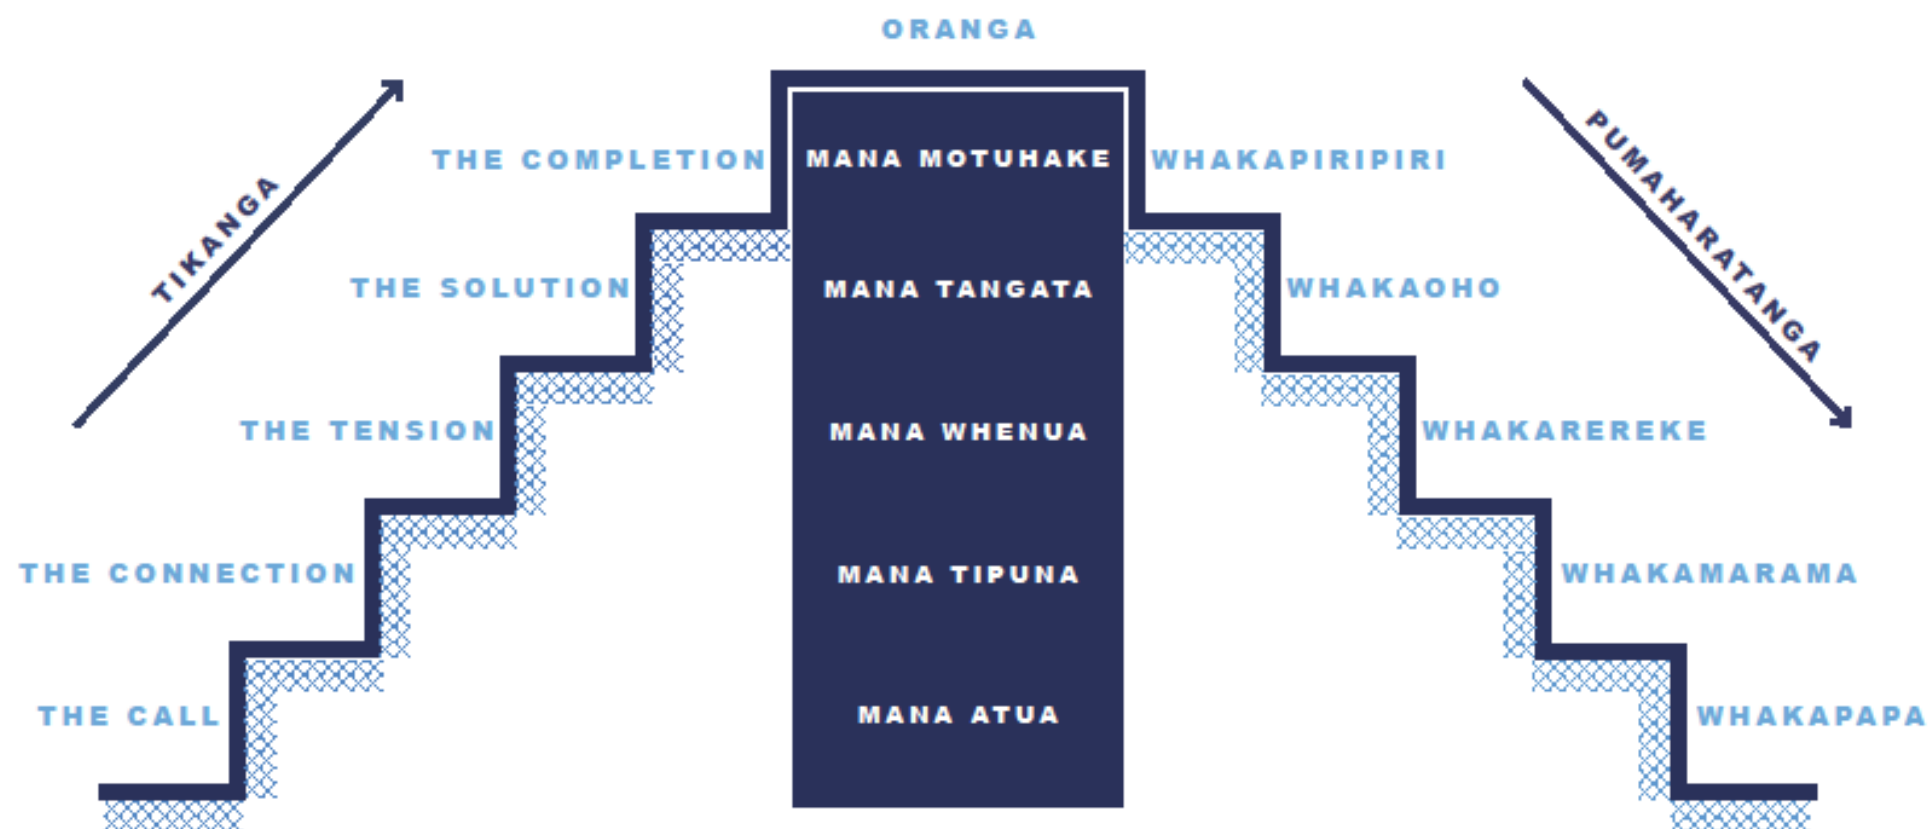 ORANGA
TIKANGA
PUMAHARATANGA
THE COMPLETION
MANA MOTUHAKE
WHAKAPIRIPIRI
THE SOLUTION
MANA TANGATA
WHAKAOHO
THE TENSION
MANA WHENUA
WHAKAREREKE
THE CONNECTION
MANA TIPUNA
WHAKAMARAMA
THE CALL
MANA ATUA
WHAKAPAPA